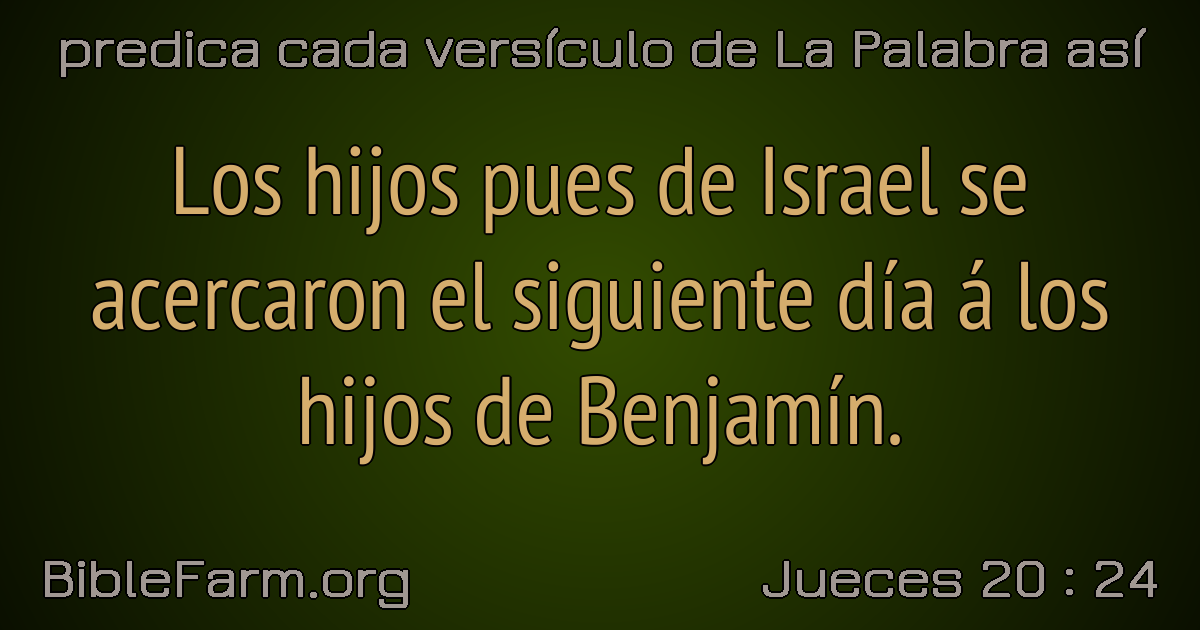 predica cada versículo de La Palabra así
Los hijos pues de Israel se
acercaron el siguiente día á los
hijos de Benjamín.
BibleFarm.org
Jueces 20 : 24